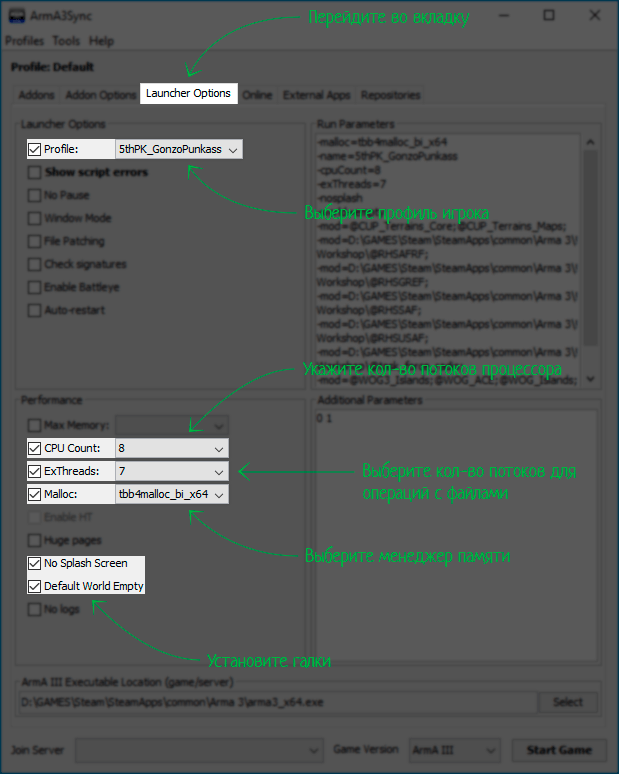 ArmA3Sync
Перейдите во вкладку
Profiles Tools Help
Profile: Default
Addons Addon Options Launcher Options Online External Apps Repositories
Launcher Options
Profile: 5thPK_GonzoPunkass
Show script errors
No Pause
Window Mode
File Patching
Check signatures
Enable Battleye
Auto-restart
Выберите профиль игрока
Run Parameters
-malloc=tbb4malloc_bi_x64
-name=5thPK_GonzoPunkass
-cpuCount=8
-exThreads=7
-nosplash
-mod=@CUP_Terrains_Core;@CUP_Terrains_Maps;
-mod=D:\GAMES\Steam\SteamApps\common\Arma 3\!
Workshop\@RHSAFRF;
-mod=D:\GAMES\Steam\SteamApps\common\Arma 3\!
Workshop\@RHSGREF;
-mod=D:\GAMES\Steam\SteamApps\common\Arma 3\!
Workshop\@RHSSAF;
-mod=D:\GAMES\Steam\SteamApps\common\Arma 3\!
Workshop\@RHSUSAF;
-mod=D:\GAMES\Steam\SteamApps\common\Arma 3\!
-mod=@WOG3_Islands;@WOG_ACE;@WOG_Islands;
Укажите кол-во потоков процессора
Performance
Max Memory:
CPU Count: 8
ExThreads: 7
Malloc: tbb4malloc_bi_x64
Enable HT
Huge pages
No Splash Screen
Default World Empty
No logs
Additional Parameters
0 1
Выберите кол-во потоков для
операций с файлами
Выберите менеджер памяти
Установите галки
ArmA III Executable Location (game/server)
D:\GAMES\Steam\SteamApps\common\Arma 3\arma3_x64.exe Select
Join Server Game Version ArmA III Start Game